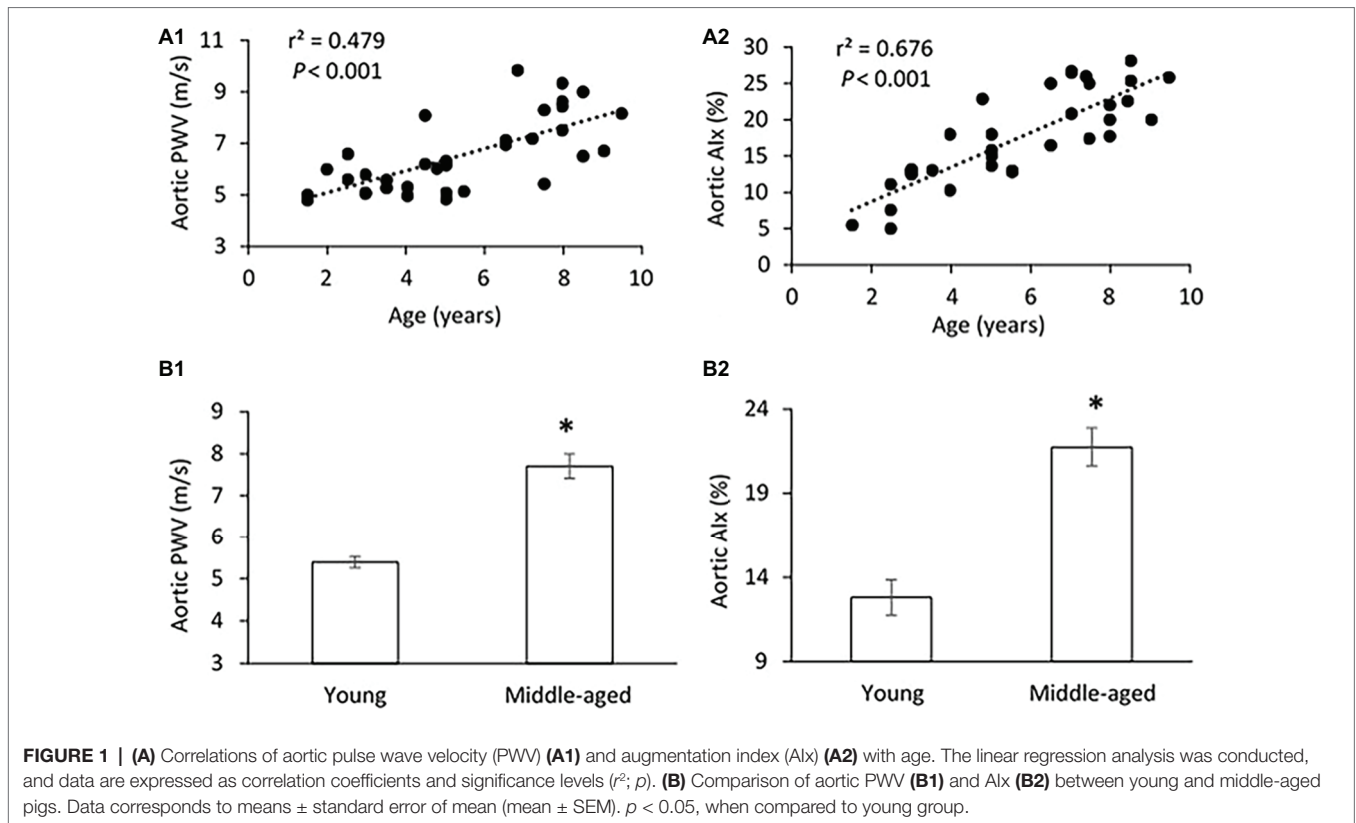 A1
r² = 0.479
P < 0.001
Aortic PWV (m/s)
11
9
7
5
3
0 2 4 6 8 10
Age (years)
A2
r² = 0.676
P < 0.001
Aortic AIx (%)
30
25
20
15
10
5
0
0 2 4 6 8 10
Age (years)
B1
Aortic PWV (m/s)
9
8
7
6
5
4
3
*
Young Middle-aged
B2
Aortic AIx (%)
24
19
14
9
*
Young Middle-aged
FIGURE 1 | (A) Correlations of aortic pulse wave velocity (PWV) (A1) and augmentation index (AIx) (A2) with age. The linear regression analysis was conducted,
and data are expressed as correlation coefficients and significance levels (r²; p). (B) Comparison of aortic PWV (B1) and AIx (B2) between young and middle-aged
pigs. Data corresponds to means ± standard error of mean (mean ± SEM). p < 0.05, when compared to young group.